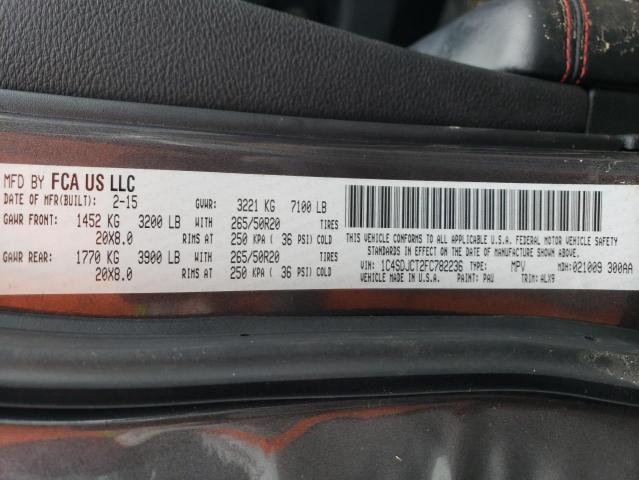 MFD BY FCA US LLC
DATE OF MFR(BUILT): 2-15 GVWR: 3221 KG 7100 LB
GAWR FRONT: 1452 KG 3200 LB WITH 265/50R20 TIRES
20X8.0 RIMS AT 250 KPA ( 36 PSI) COLD
GAWR REAR: 1770 KG 3900 LB WITH 265/50R20 TIRES
20X8.0 RIMS AT 250 KPA ( 36 PSI) COLD
THIS VEHICLE CONFORMS TO ALL APPLICABLE U.S.A. FEDERAL MOTOR VEHICLE SAFETY
STANDARDS IN EFFECT ON THE DATE OF MANUFACTURE SHOWN ABOVE.
VIN: 1C4SDJCT2FC782236 TYPE: MPV MDH: 021009 300AA
VEHICLE MADE IN U.S.A. PAINT: PAU TRIM: ALX9